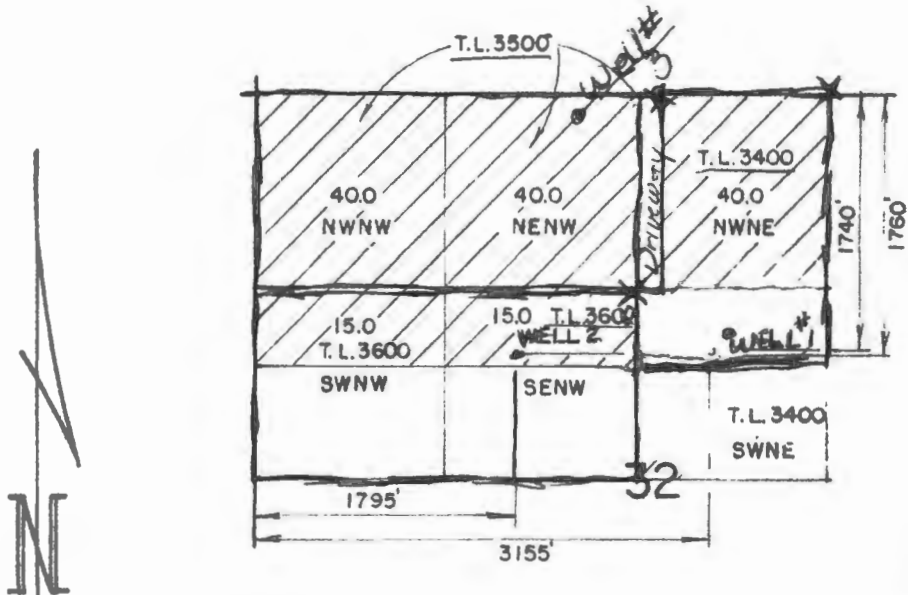 T.L. 3500
Well #
3
T.L. 3400
40.0
NWNW
40.0
NENW
Driveway
40.0
NWNE
1740'
1760'
15.0
T.L. 3600
SWNW
15.0 T.L. 3600
WELL 2
SENW
WELL #1
T.L. 3400
SWNE
32
1795'
3155'
N